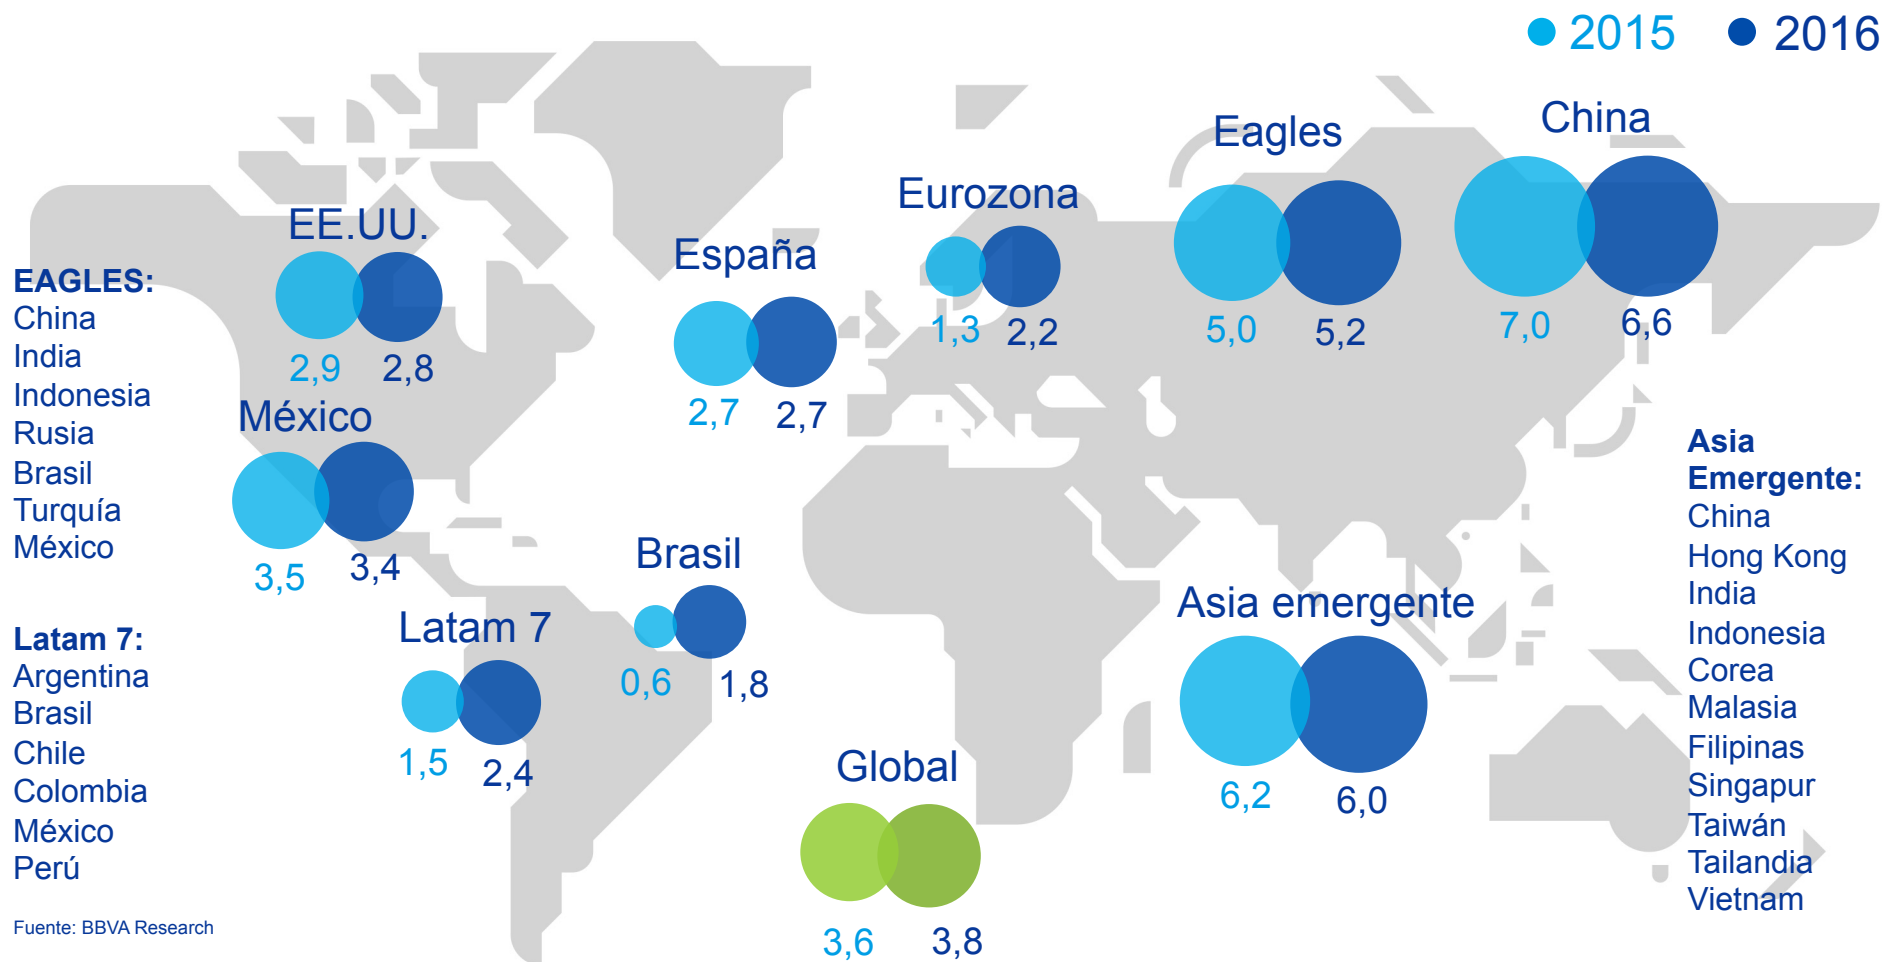 2015
2016
EE.UU.
2,9
2,8
España
2,7
2,7
Eurozona
1,3
2,2
Eagles
5,0
5,2
China
7,0
6,6
México
3,5
3,4
Brasil
0,6
1,8
Latam 7
1,5
2,4
Asia emergente
6,2
6,0
Global
3,6
3,8
EAGLES:
China
India
Indonesia
Rusia
Brasil
Turquía
México
Latam 7:
Argentina
Brasil
Chile
Colombia
México
Perú
Asia
Emergente:
China
Hong Kong
India
Indonesia
Corea
Malasia
Filipinas
Singapur
Taiwán
Tailandia
Vietnam
Fuente: BBVA Research